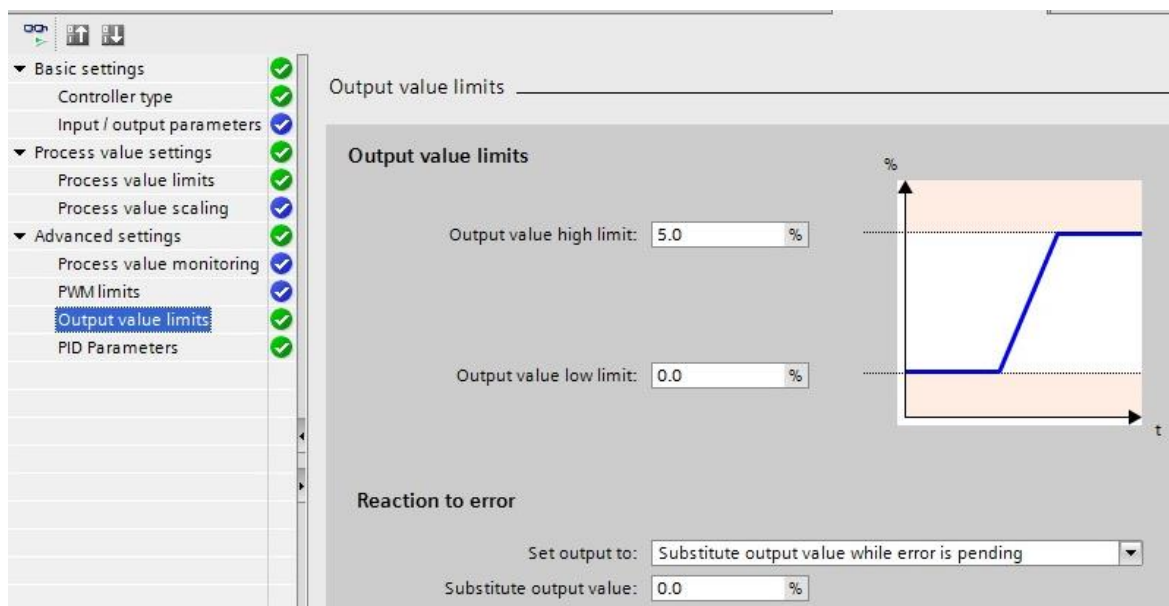 Basic settings
Controller type
Input / output parameters
Process value settings
Process value limits
Process value scaling
Advanced settings
Process value monitoring
PWM limits
Output value limits
PID Parameters
Output value limits
Output value limits
%
Output value high limit: 5.0 %
Output value low limit: 0.0 %
t
Reaction to error
Set output to: Substitute output value while error is pending
Substitute output value: 0.0 %